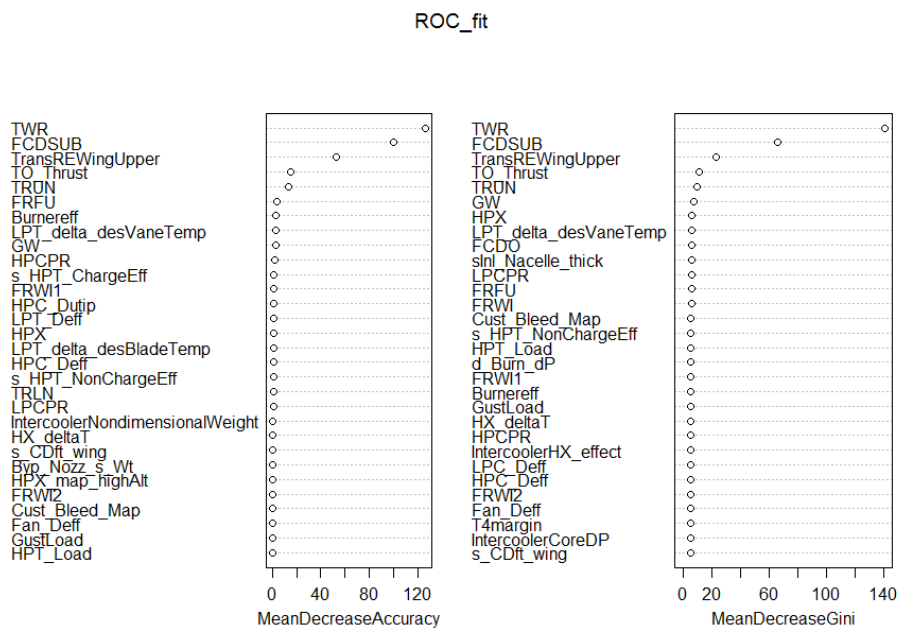 ROC_fit
TWR
FCDSUB
TransREWingUpper
TO_Thrust
TRUN
FRFU
Burnereff
LPT_delta_desVaneTemp
GW
HPCPR
s_HPT_ChargeEff
FRWI1
HPC_Dutip
LPT_Deff
HPX
LPT_delta_desBladeTemp
HPC_Deff
s_HPT_NonChargeEff
TRLN
LPCPR
IntercoolerNondimensionalWeight
HX_deltaT
s_CDft_wing
Byp_Nozz_s_Wt
HPX_map_highAlt
FRWI2
Cust_Bleed_Map
Fan_Deff
GustLoad
HPT_Load
0 40 80 120
MeanDecreaseAccuracy
TWR
FCDSUB
TransREWingUpper
TO_Thrust
TRUN
GW
HPX
LPT_delta_desVaneTemp
FCDO
slnl_Nacelle_thick
LPCPR
FRFU
FRWI
Cust_Bleed_Map
s_HPT_NonChargeEff
HPT_Load
d_Burn_dP
FRWI1
Burnereff
GustLoad
HX_deltaT
HPCPR
IntercoolerHX_effect
LPC_Deff
HPC_Deff
FRWI2
Fan_Deff
T4margin
IntercoolerCoreDP
s_CDft_wing
0 20 60 100 140
MeanDecreaseGini